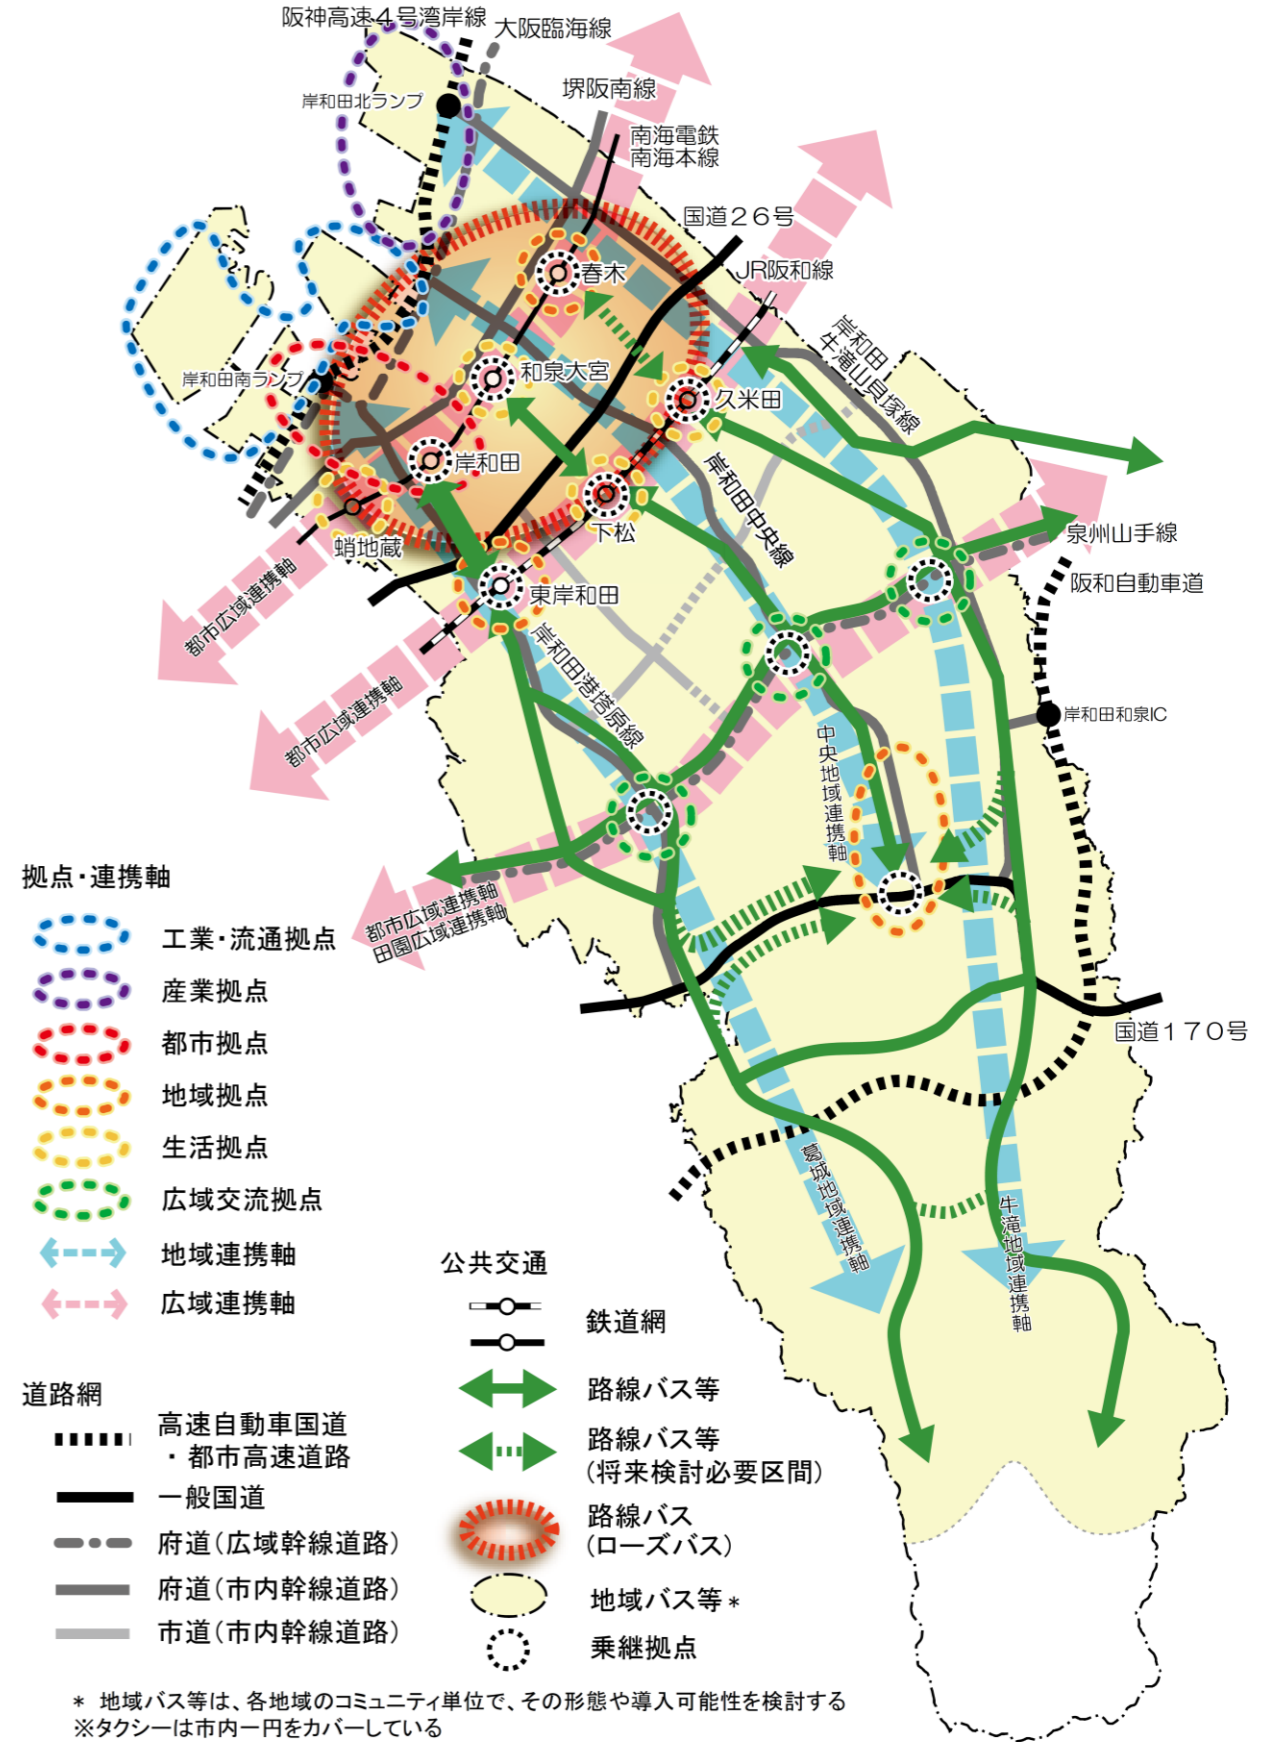 阪神高速4号湾岸線
大阪臨海線
堺阪南線
岸和田北ランプ
南海電鉄
南海本線
国道26号
JR阪和線
春木
岸和田
牛滝山貝塚線
岸和田南ランプ
和泉大宮
久米田
岸和田
岸和田中央線
下松
蛸地蔵
泉州山手線
都市広域連携軸
東岸和田
阪和自動車道
岸和田港塔原線
都市広域連携軸
岸和田和泉IC
中央地域連携軸
都市広域連携軸
田園広域連携軸
国道170号
葛城地域連携軸
牛滝地域連携軸
拠点・連携軸
工業・流通拠点
産業拠点
都市拠点
地域拠点
生活拠点
広域交流拠点
地域連携軸
広域連携軸
道路網
高速自動車国道
・都市高速道路
一般国道
府道(広域幹線道路)
府道(市内幹線道路)
市道(市内幹線道路)
公共交通
鉄道網
路線バス等
路線バス等
(将来検討必要区間)
路線バス
(ローズバス)
地域バス等*
乗継拠点
* 地域バス等は、各地域のコミュニティ単位で、その形態や導入可能性を検討する
※タクシーは市内一円をカバーしている